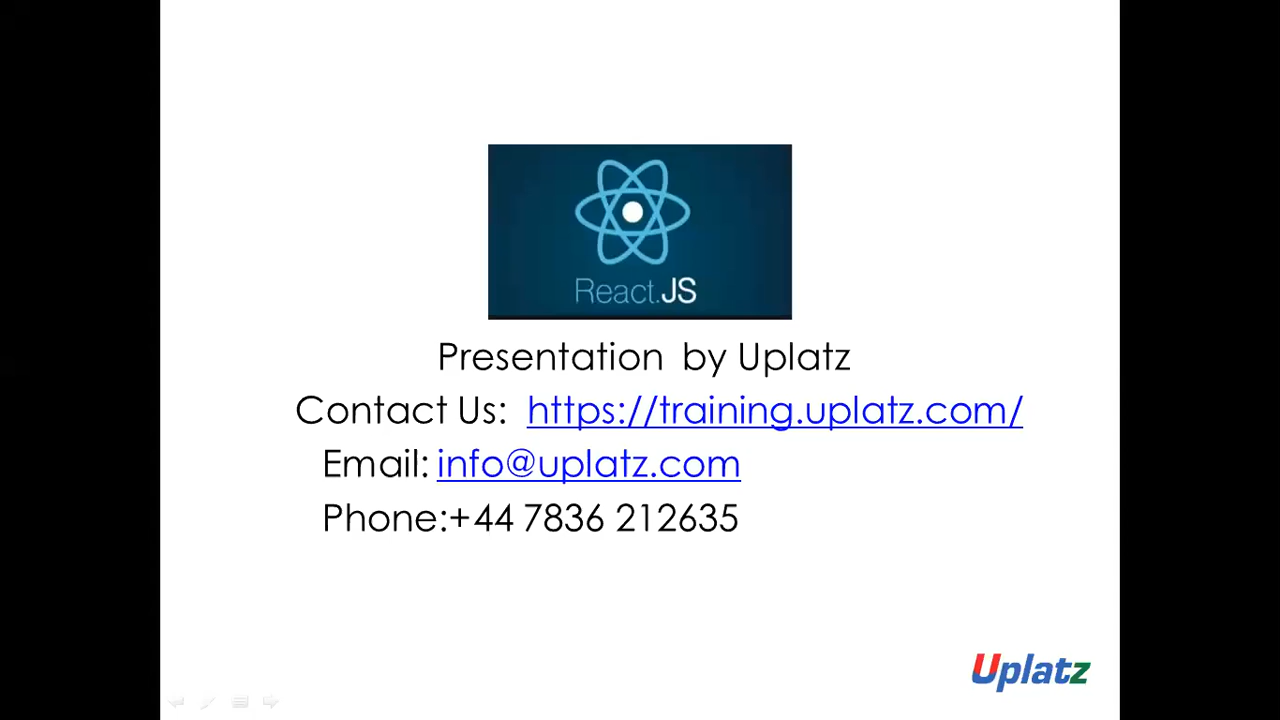 React.JS
Presentation by Uplatz
Contact Us: https://training.uplatz.com/
Email: info@uplatz.com
Phone:+44 7836 212635
Uplatz